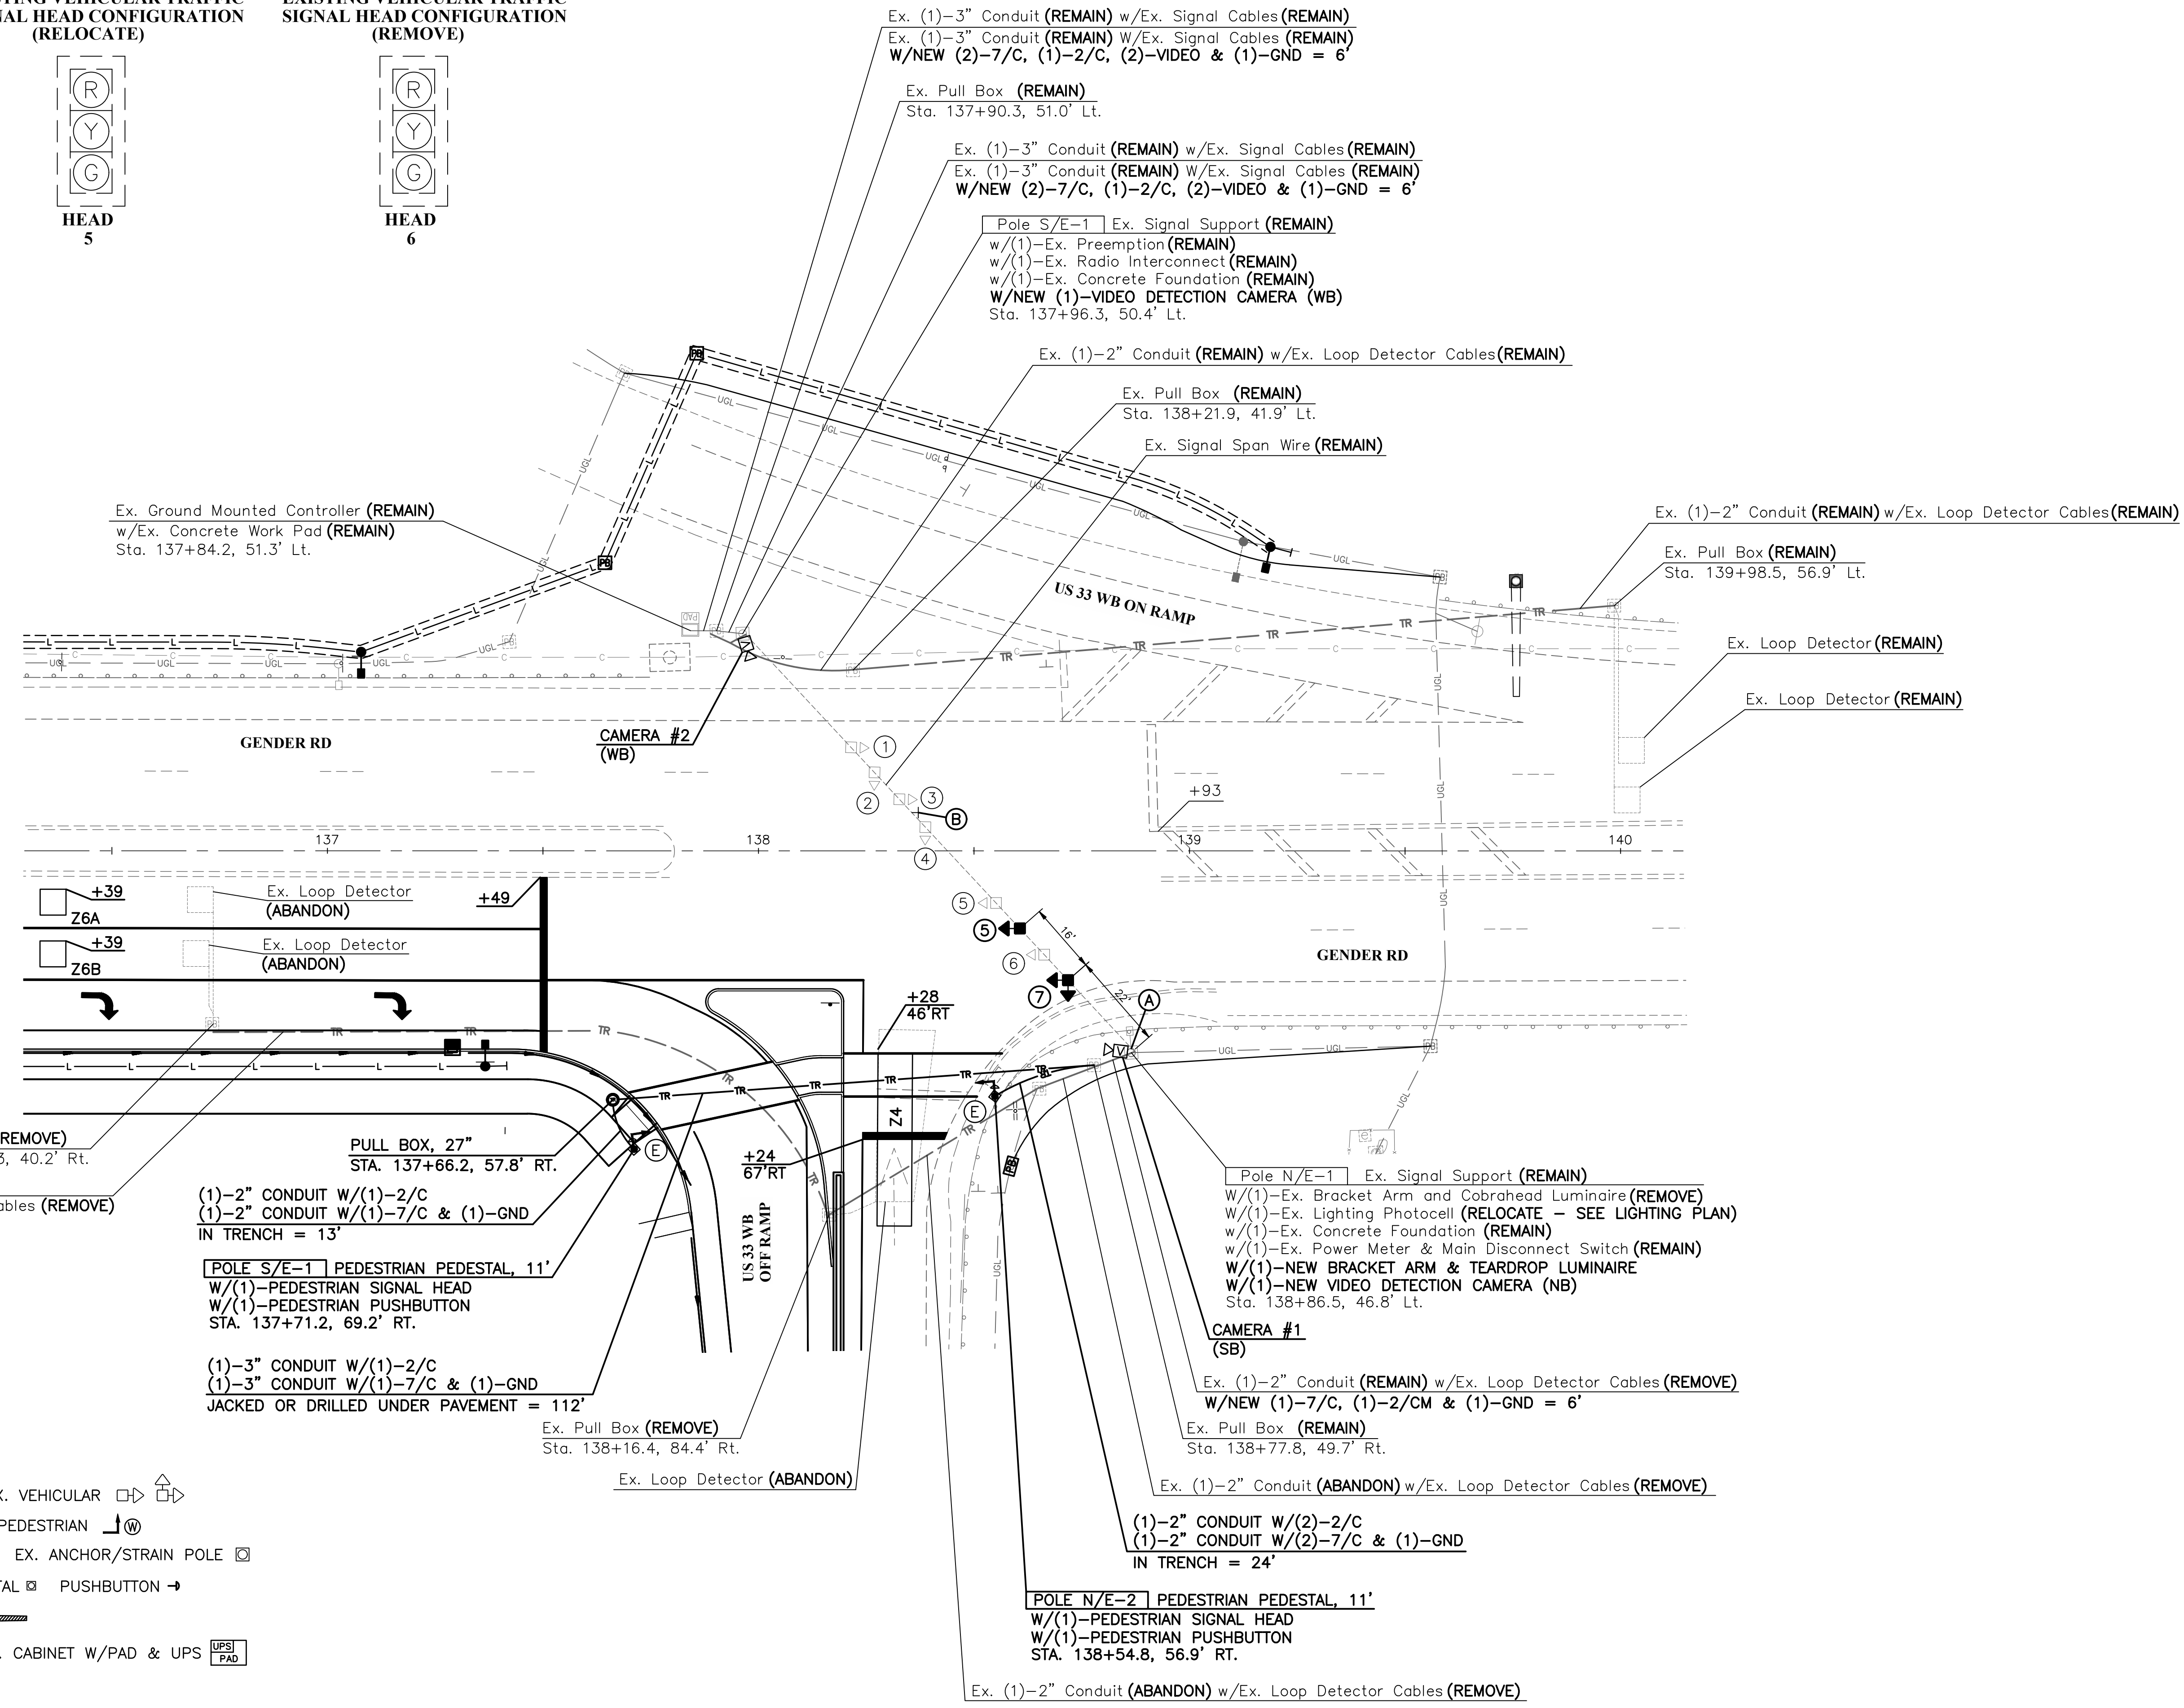 SIGNAL HEAD CONFIGURATION
(RELOCATE)
R
Y
G
HEAD
5
EXISTING VEHICULAR TRAFFIC
SIGNAL HEAD CONFIGURATION
(REMOVE)
R
Y
G
HEAD
6
Ex. (1)-3" Conduit (REMAIN) w/Ex. Signal Cables (REMAIN)
Ex. (1)-3" Conduit (REMAIN) W/Ex. Signal Cables (REMAIN)
W/NEW (2)-7/C, (1)-2/C, (2)-VIDEO & (1)-GND = 6'
Ex. Pull Box (REMAIN)
Sta. 137+90.3, 51.0' Lt.
Ex. (1)-3" Conduit (REMAIN) w/Ex. Signal Cables (REMAIN)
Ex. (1)-3" Conduit (REMAIN) W/Ex. Signal Cables (REMAIN)
W/NEW (2)-7/C, (1)-2/C, (2)-VIDEO & (1)-GND = 6'
Pole S/E-1 Ex. Signal Support (REMAIN)
w/(1)-Ex. Preemption (REMAIN)
w/(1)-Ex. Radio Interconnect (REMAIN)
w/(1)-Ex. Concrete Foundation (REMAIN)
W/NEW (1)-VIDEO DETECTION CAMERA (WB)
Sta. 137+96.3, 50.4' Lt.
Ex. (1)-2" Conduit (REMAIN) w/Ex. Loop Detector Cables (REMAIN)
Ex. Pull Box (REMAIN)
Sta. 138+21.9, 41.9' Lt.
Ex. Signal Span Wire (REMAIN)
Ex. Ground Mounted Controller (REMAIN)
w/Ex. Concrete Work Pad (REMAIN)
Sta. 137+84.2, 51.3' Lt.
Ex. (1)-2" Conduit (REMAIN) w/Ex. Loop Detector Cables (REMAIN)
Ex. Pull Box (REMAIN)
Sta. 139+98.5, 56.9' Lt.
Ex. Loop Detector (REMAIN)
Ex. Loop Detector (REMAIN)
US 33 WB ON RAMP
PAD
GENDER RD
CAMERA #2
(WB)
1
2
3
B
4
+93
137
138
139
140
+39
Z6A
Ex. Loop Detector
(ABANDON)
+49
5
5
16'
+39
Z6B
Ex. Loop Detector
(ABANDON)
6
7
22'
A
GENDER RD
+28
46'RT
Z4
E
E
V
PB
+24
67'RT
US 33 WB
OFF RAMP
(REMOVE)
40.2' Rt.
(REMOVE)
PULL BOX, 27"
STA. 137+66.2, 57.8' RT.
(1)-2" CONDUIT W/(1)-2/C
(1)-2" CONDUIT W/(1)-7/C & (1)-GND
IN TRENCH = 13'
POLE S/E-1 PEDESTRIAN PEDESTAL, 11'
W/(1)-PEDESTRIAN SIGNAL HEAD
W/(1)-PEDESTRIAN PUSHBUTTON
STA. 137+71.2, 69.2' RT.
(1)-3" CONDUIT W/(1)-2/C
(1)-3" CONDUIT W/(1)-7/C & (1)-GND
JACKED OR DRILLED UNDER PAVEMENT = 112'
Ex. Pull Box (REMOVE)
Sta. 138+16.4, 84.4' Rt.
Ex. Loop Detector (ABANDON)
Pole N/E-1 Ex. Signal Support (REMAIN)
W/(1)-Ex. Bracket Arm and Cobrahead Luminaire (REMOVE)
W/(1)-Ex. Lighting Photocell (RELOCATE - SEE LIGHTING PLAN)
w/(1)-Ex. Concrete Foundation (REMAIN)
w/(1)-Ex. Power Meter & Main Disconnect Switch (REMAIN)
W/(1)-NEW BRACKET ARM & TEARDROP LUMINAIRE
W/(1)-NEW VIDEO DETECTION CAMERA (NB)
Sta. 138+86.5, 46.8' Lt.
CAMERA #1
(SB)
Ex. (1)-2" Conduit (REMAIN) w/Ex. Loop Detector Cables (REMOVE)
W/NEW (1)-7/C, (1)-2/CM & (1)-GND = 6'
Ex. Pull Box (REMAIN)
Sta. 138+77.8, 49.7' Rt.
Ex. (1)-2" Conduit (ABANDON) w/Ex. Loop Detector Cables (REMOVE)
(1)-2" CONDUIT W/(2)-2/C
(1)-2" CONDUIT W/(2)-7/C & (1)-GND
IN TRENCH = 24'
POLE N/E-2 PEDESTRIAN PEDESTAL, 11'
W/(1)-PEDESTRIAN SIGNAL HEAD
W/(1)-PEDESTRIAN PUSHBUTTON
STA. 138+54.8, 56.9' RT.
Ex. (1)-2" Conduit (ABANDON) w/Ex. Loop Detector Cables (REMOVE)
VEHICULAR
PEDESTRIAN W
EX. ANCHOR/STRAIN POLE
PUSHBUTTON
CABINET W/PAD & UPS UPS PAD